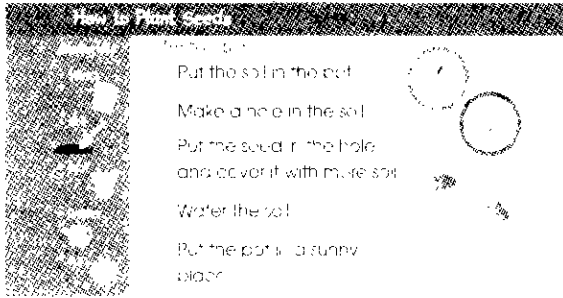 How to Plant Seeds
Put the soil in the pot
Make a hole in the soil
Put the seed in the hole
and cover it with more soil
Water the soil
Put the pot in a sunny
place